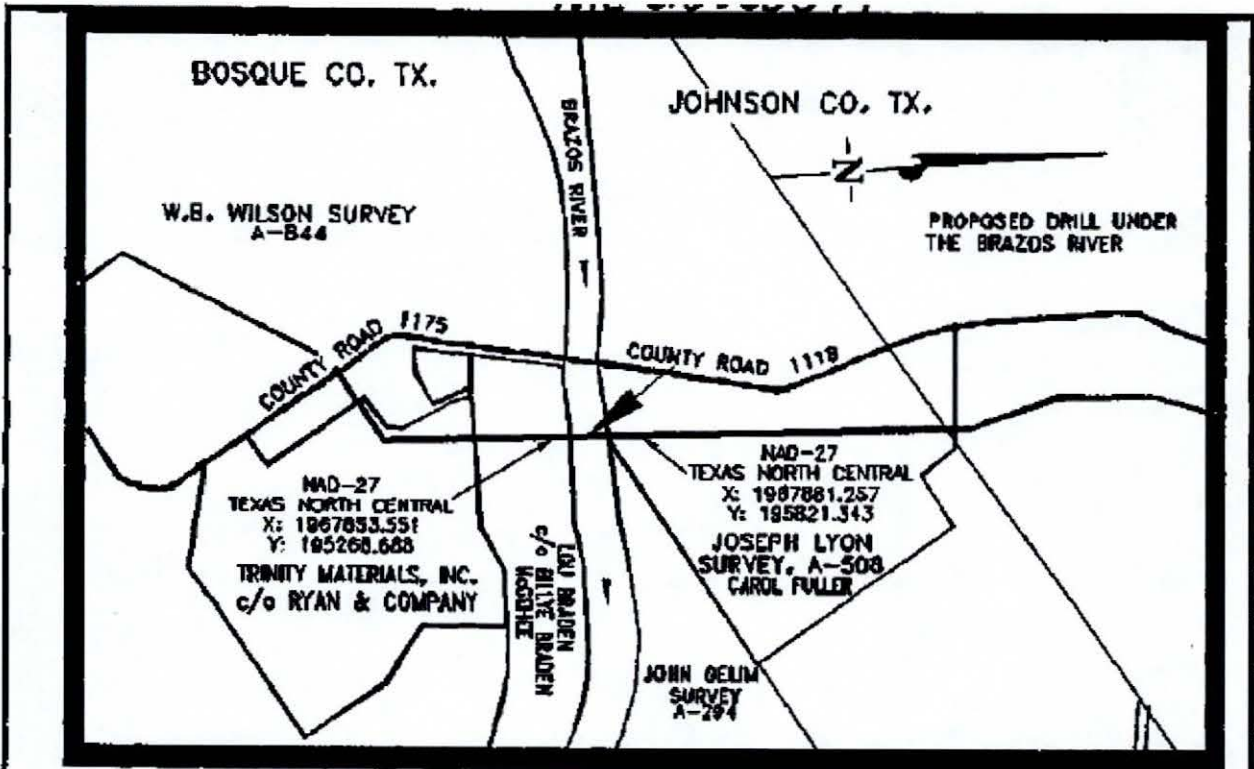 BOSQUE CO. TX.
JOHNSON CO. TX.
BRAZOS RIVER
N
W.B. WILSON SURVEY
A-844
PROPOSED DRILL UNDER
THE BRAZOS RIVER
COUNTY ROAD 1175
COUNTY ROAD 1118
NAD-27
TEXAS NORTH CENTRAL
X: 1967853.551
Y: 195268.688
TRINITY MATERIALS, INC.
c/o RYAN & COMPANY
LOU BRADEN
c/o BILLYE BRADEN
NAD-27
TEXAS NORTH CENTRAL
X: 1967881.257
Y: 195821.343
JOSEPH LYON
SURVEY, A-508
CAROL FULLER
JOHN
SURVEY
A-294